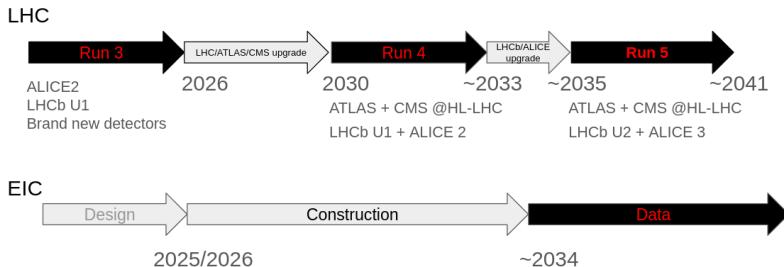 LHC
Run 3
LHC/ATLAS/CMS upgrade
Run 4
LHCb/ALICE
upgrade
Run 5
2026
2030
~2033
~2035
~2041
ALICE2
LHCb U1
Brand new detectors
ATLAS + CMS @HL-LHC
LHCb U1 + ALICE 2
ATLAS + CMS @HL-LHC
LHCb U2 + ALICE 3
EIC
Design
Construction
Data
2025/2026
~2034